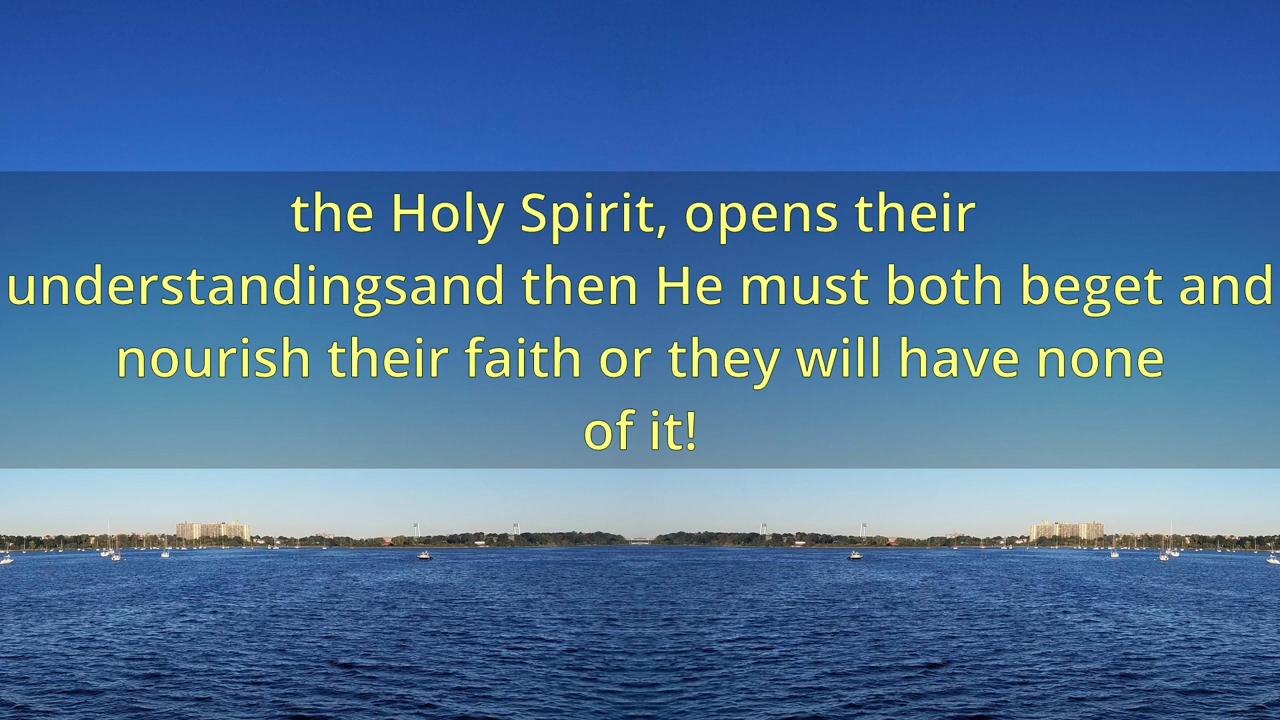 the Holy Spirit, opens their
understandingsand then He must both beget and
nourish their faith or they will have none
of it!